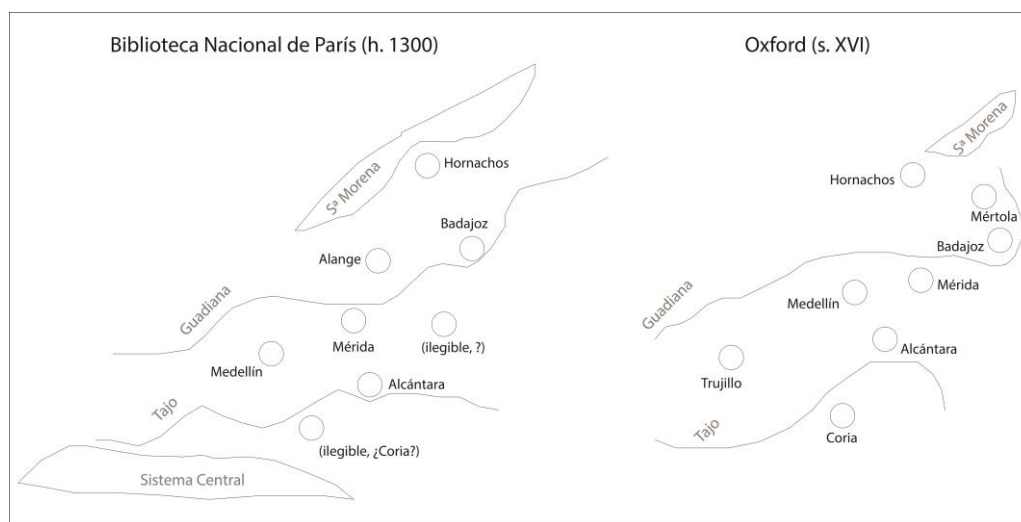 Biblioteca Nacional de París (h. 1300)
Sª Morena
Hornachos
Badajoz
Alange
Guadiana
Mérida
(ilegible, ?)
Medellín
Alcántara
Tajo
(ilegible, ¿Coria?)
Sistema Central
Oxford (s. XVI)
Sª Morena
Hornachos
Mértola
Badajoz
Guadiana
Mérida
Medellín
Alcántara
Trujillo
Tajo
Coria